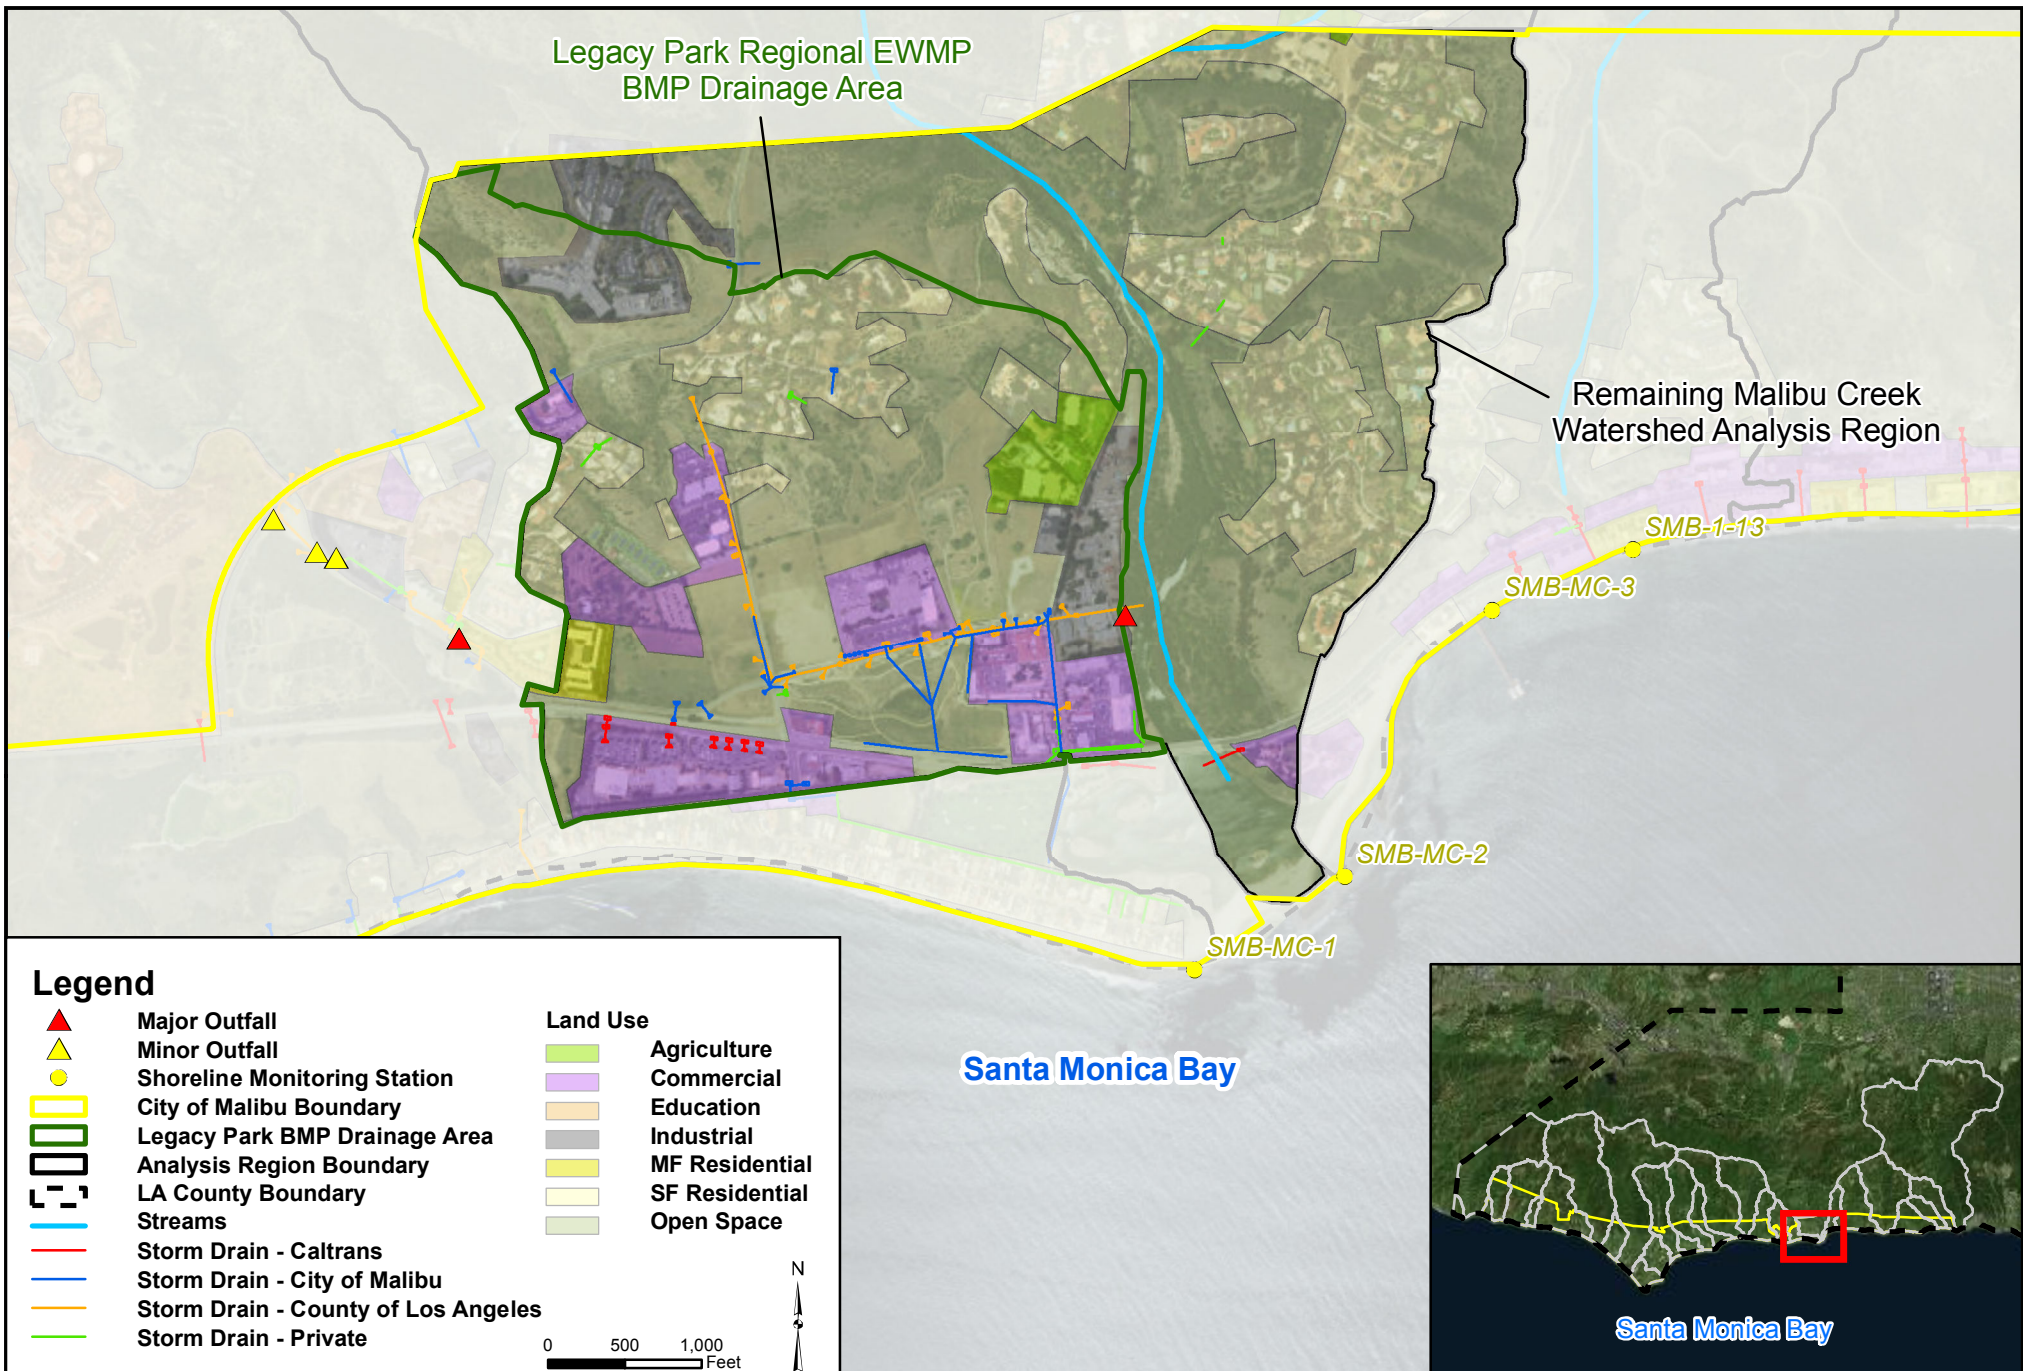 Legacy Park Regional EWMP
BMP Drainage Area
Remaining Malibu Creek
Watershed Analysis Region
SMB-1-13
SMB-MC-3
SMB-MC-2
SMB-MC-1
Santa Monica Bay
Legend
Major Outfall
Minor Outfall
Shoreline Monitoring Station
City of Malibu Boundary
Legacy Park BMP Drainage Area
Analysis Region Boundary
LA County Boundary
Streams
Storm Drain - Caltrans
Storm Drain - City of Malibu
Storm Drain - County of Los Angeles
Storm Drain - Private
Land Use
Agriculture
Commercial
Education
Industrial
MF Residential
SF Residential
Open Space
N
0 500 1,000
Feet
Santa Monica Bay